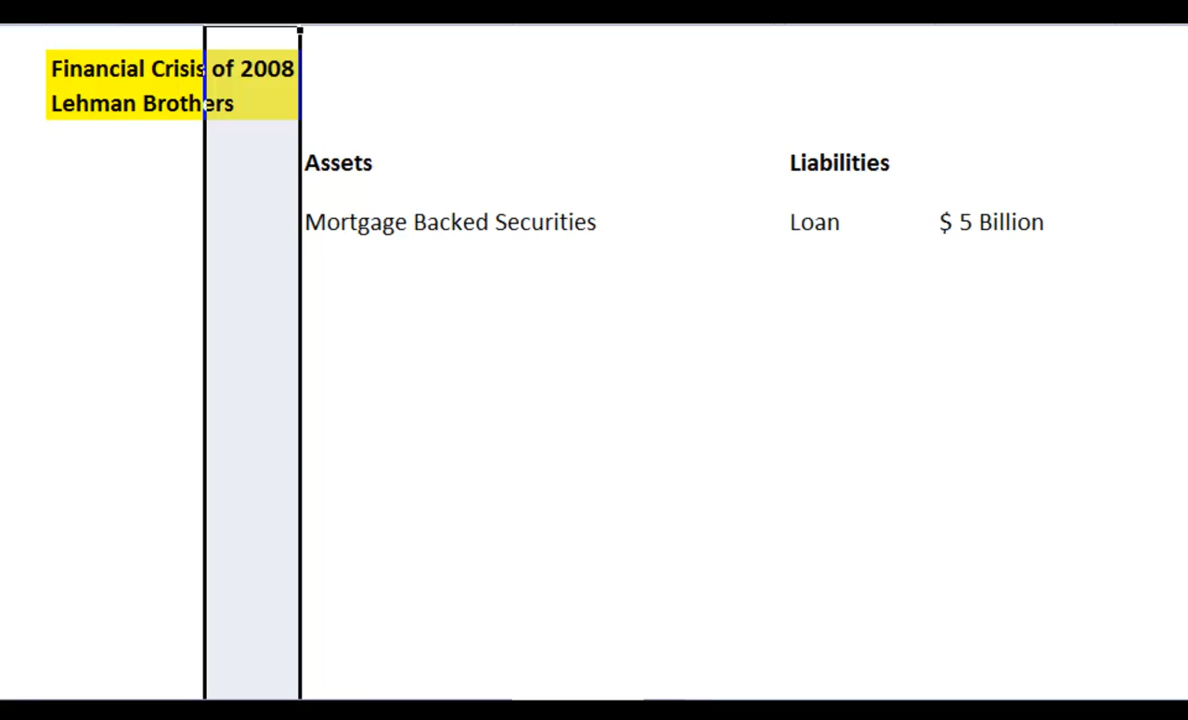 Financial Crisis of 2008
Lehman Brothers
Assets Liabilities
Mortgage Backed Securities Loan $ 5 Billion